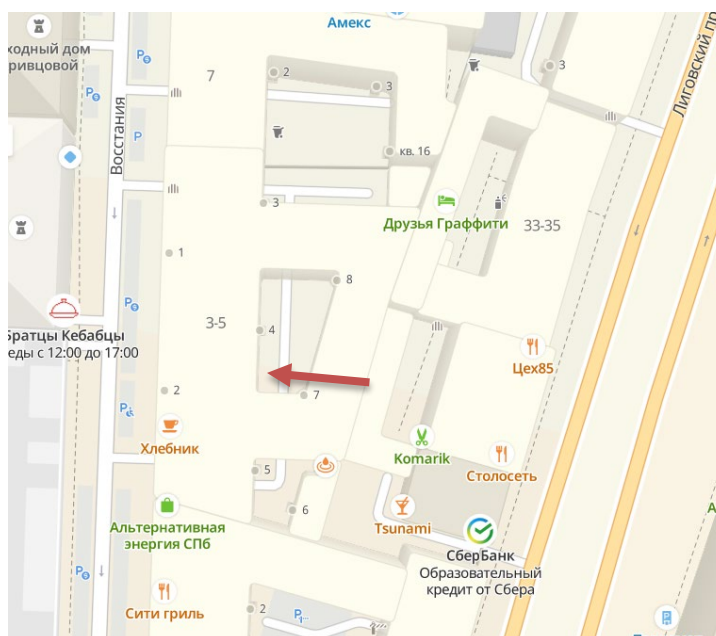 Амекс
ходный дом
ривцовой
P
2
3
Лиговский пр
7
3
P
Восстания
P
кв. 16
3
Друзья Граффити
33-35
1
8
P
3-5
4
Братцы Кебабцы
еды с 12:00 до 17:00
Цех85
2
7
P
Хлебник
Komarik
5
Столосеть
6
Альтернативная
энергия СПб
Tsunami
СберБанк
Образовательный
кредит от Сбера
А
P
Сити гриль
2
P
P